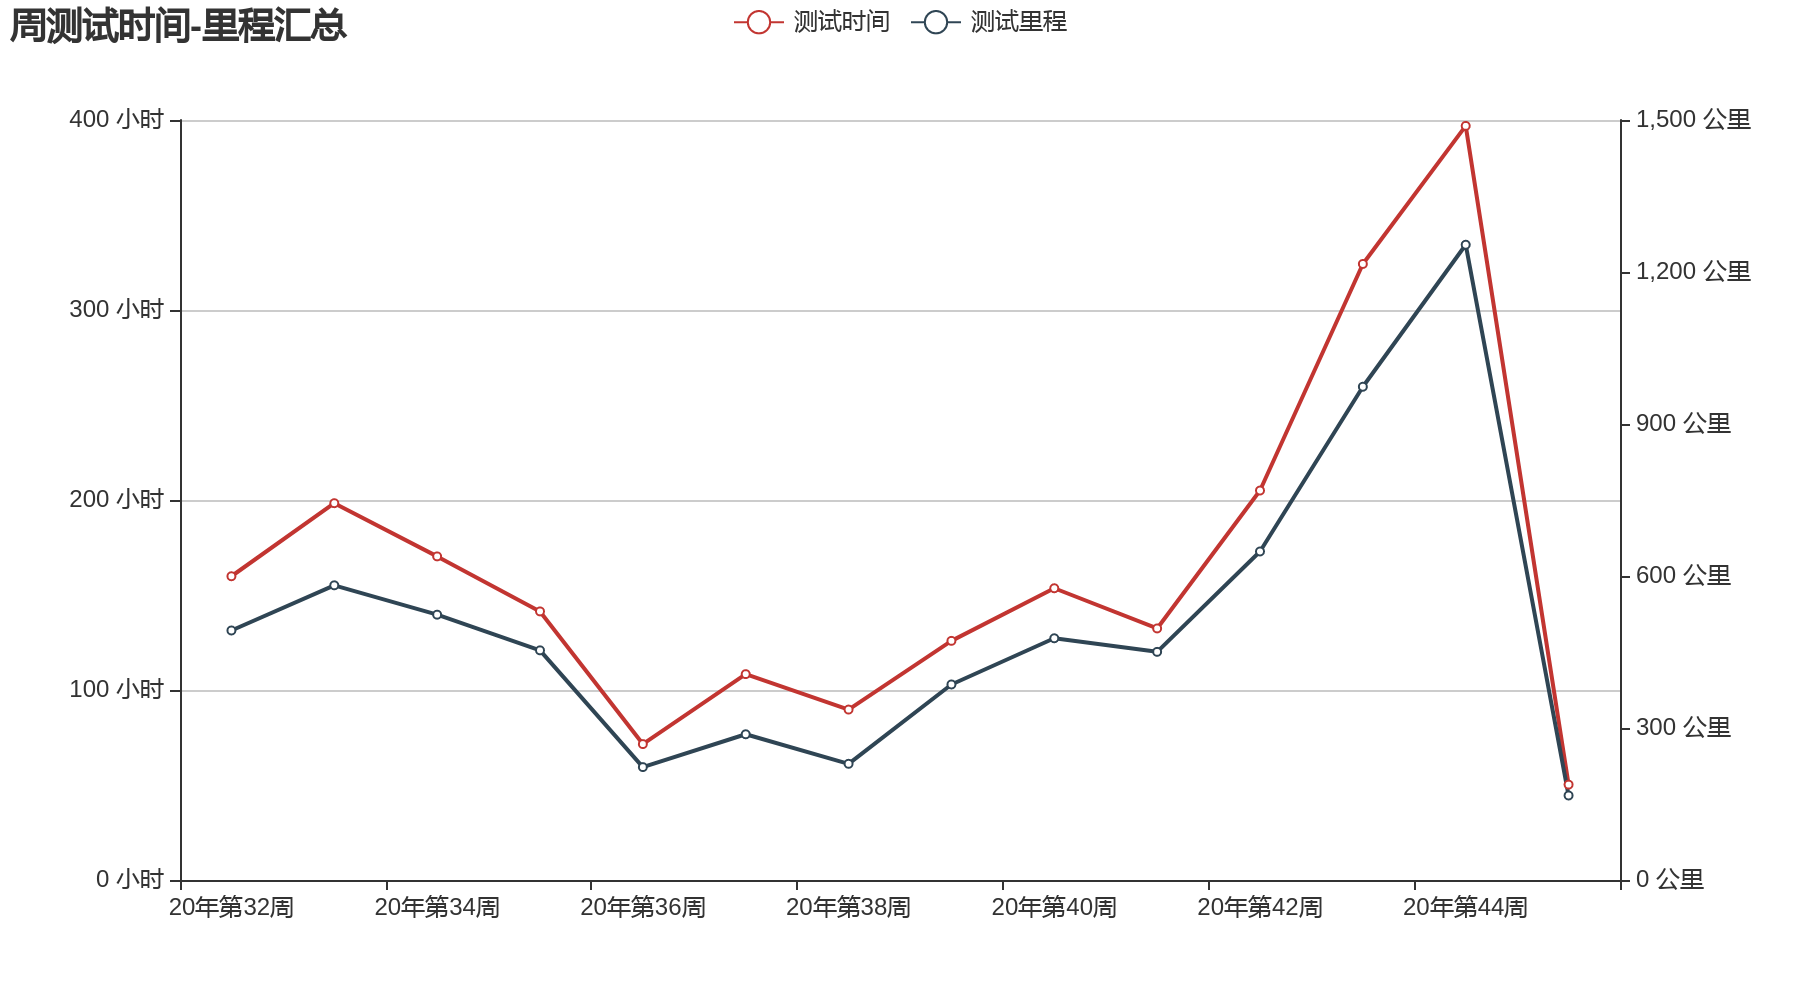 周测试时间-里程汇总
测试时间 测试里程
400 小时
300 小时
200 小时
100 小时
0 小时
1,500 公里
1,200 公里
900 公里
600 公里
300 公里
0 公里
20年第32周 20年第34周 20年第36周 20年第38周 20年第40周 20年第42周 20年第44周